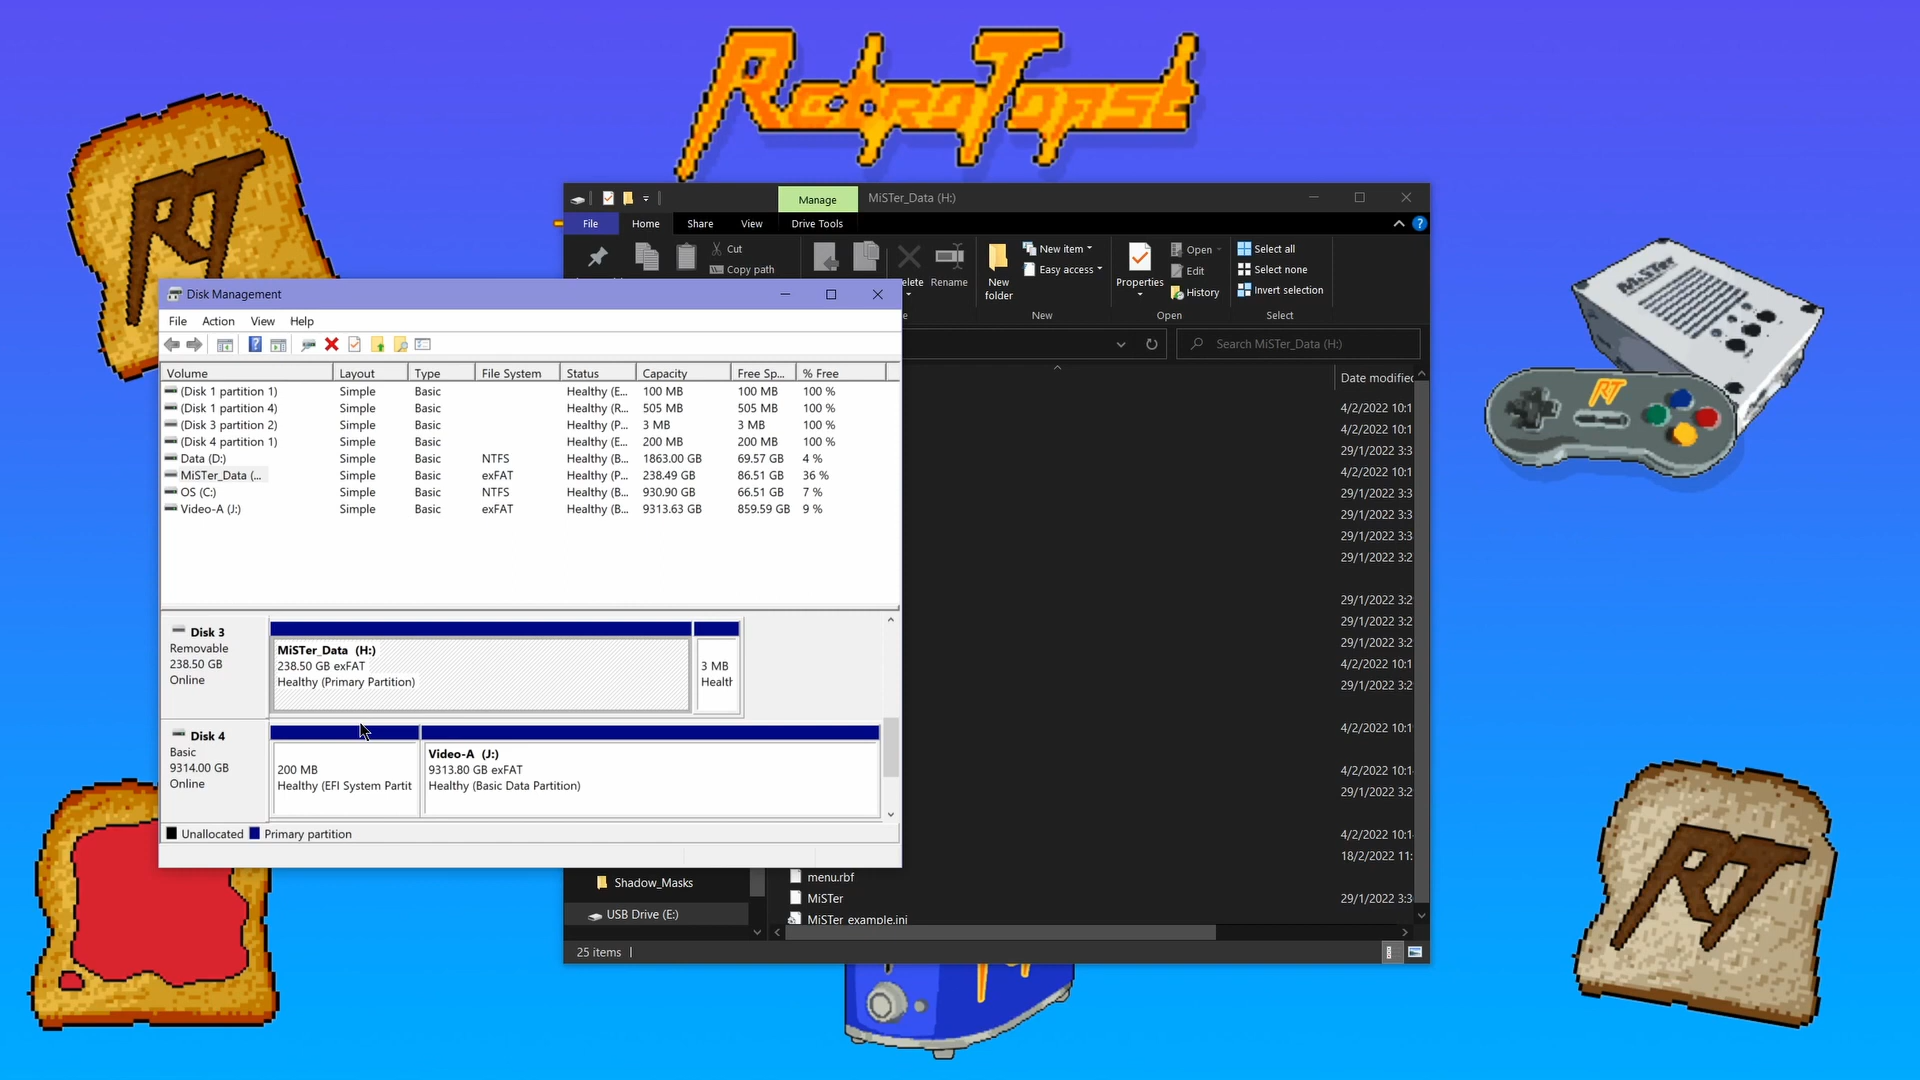 RetroToast
RT
MiSTer
RT
Manage
MiSTer_Data (H:)
File
Home
Share
View
Drive Tools
Cut
Copy path
elete
Rename
New
folder
New item
Easy access
Properties
Open
Edit
History
Select all
Select none
Invert selection
e
New
Open
Select
Search MiSTer_Data (H:)
Date modified
4/2/2022 10:1
4/2/2022 10:1
29/1/2022 3:3
4/2/2022 10:1
29/1/2022 3:3
29/1/2022 3:3
29/1/2022 3:3
29/1/2022 3:2
29/1/2022 3:2
29/1/2022 3:2
29/1/2022 3:2
4/2/2022 10:1
29/1/2022 3:2
4/2/2022 10:1
4/2/2022 10:1
29/1/2022 3:2
4/2/2022 10:1
18/2/2022 11:
Disk Management
File Action View Help
Volume Layout Type File System Status Capacity Free Sp... % Free
(Disk 1 partition 1) Simple Basic Healthy (E... 100 MB 100 MB 100 %
(Disk 1 partition 4) Simple Basic Healthy (R... 505 MB 505 MB 100 %
(Disk 3 partition 2) Simple Basic Healthy (P... 3 MB 3 MB 100 %
(Disk 4 partition 1) Simple Basic Healthy (E... 200 MB 200 MB 100 %
Data (D:) Simple Basic NTFS Healthy (B... 1863.00 GB 69.57 GB 4 %
MiSTer_Data (... Simple Basic exFAT Healthy (P... 238.49 GB 86.51 GB 36 %
OS (C:) Simple Basic NTFS Healthy (B... 930.90 GB 66.51 GB 7 %
Video-A (J:) Simple Basic exFAT Healthy (B... 9313.63 GB 859.59 GB 9 %
Disk 3
Removable
238.50 GB
Online
MiSTer_Data (H:)
238.50 GB exFAT
Healthy (Primary Partition)
3 MB
Healt
Disk 4
Basic
9314.00 GB
Online
200 MB
Healthy (EFI System Partit
Video-A (J:)
9313.80 GB exFAT
Healthy (Basic Data Partition)
Unallocated Primary partition
Shadow_Masks
USB Drive (E:)
menu.rbf
MiSTer 29/1/2022 3:3
MiSTer_example.ini
25 items
RT